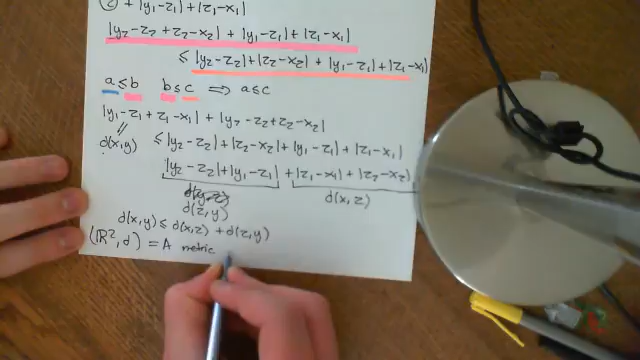 ② + |y₁-z₁| + |z₁-x₁|
|y₂-z₂+z₂-x₂| + |y₁-z₁| + |z₁-x₁|
≤ |y₂-z₂| + |z₂-x₂| + |y₁-z₁| + |z₁-x₁|
a ≤ b b ≤ c ⟹ a ≤ c
|y₁-z₁+z₁-x₁| + |y₂-z₂+z₂-x₂|
d(x,y) ≤ |y₂-z₂| + |z₂-x₂| + |y₁-z₁| + |z₁-x₁|
|y₂-z₂| + |y₁-z₁| + |z₁-x₁| + |z₂-x₂|
d(z,y) d(x,z)
d(x,y) ≤ d(x,z) + d(z,y)
(ℝ², d) = A metric